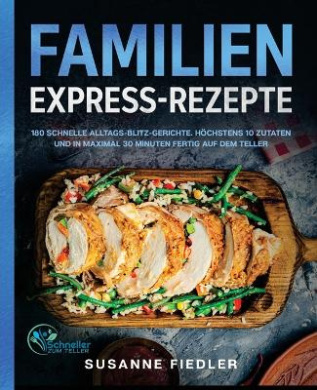 FAMILIEN
EXPRESS-REZEPTE
180 SCHNELLE ALLTAGS-BLITZ-GERICHTE. HÖCHSTENS 10 ZUTATEN
UND IN MAXIMAL 30 MINUTEN FERTIG AUF DEM TELLER
Schneller
ZUM TELLER
SUSANNE FIEDLER